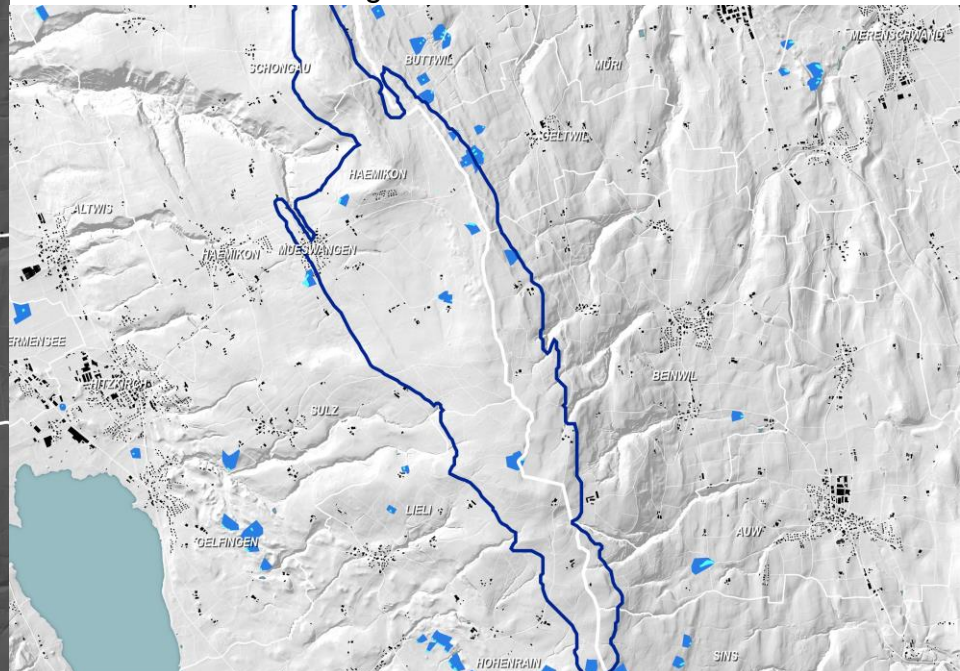 MERENSCHWAND
BUTTWIL
MURI
SCHONGAU
GELTWIL
HAEMIKON
ALTWIS
HAEMIKON
MUESWANGEN
ERMENSEE
BEINWIL
HITZKIRCH
SULZ
LIELI
AUW
GELFINGEN
SINS
HOHENRAIN